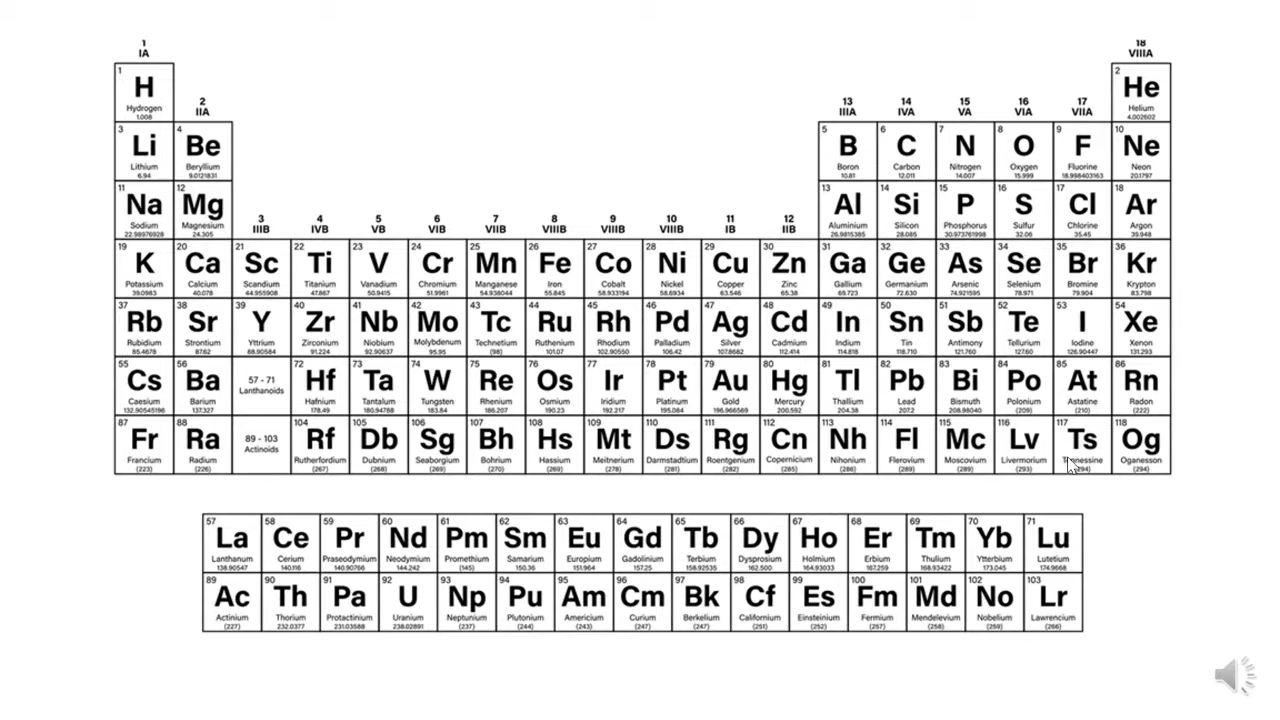 1 18
IA VIIIA
1 2
H He
Hydrogen Helium
1.008 4.002602
2 13 14 15 16 17
IIA IIIA IVA VA VIA VIIA
3 4 5 6 7 8 9 10
Li Be B C N O F Ne
Lithium Beryllium Boron Carbon Nitrogen Oxygen Fluorine Neon
6.94 9.0121831 10.81 12.011 14.007 15.999 18.998403163 20.1797
11 12 13 14 15 16 17 18
Na Mg Al Si P S Cl Ar
Sodium Magnesium Aluminium Silicon Phosphorus Sulfur Chlorine Argon
22.98976928 24.305 26.9815385 28.085 30.973761998 32.06 35.45 39.948
3 4 5 6 7 8 9 10 11 12
IIIB IVB VB VIB VIIB VIIIB VIIIB VIIIB IB IIB
19 20 21 22 23 24 25 26 27 28 29 30 31 32 33 34 35 36
K Ca Sc Ti V Cr Mn Fe Co Ni Cu Zn Ga Ge As Se Br Kr
Potassium Calcium Scandium Titanium Vanadium Chromium Manganese Iron Cobalt Nickel Copper Zinc Gallium Germanium Arsenic Selenium Bromine Krypton
39.0983 40.078 44.955908 47.867 50.9415 51.9961 54.938044 55.845 58.933194 58.6934 63.546 65.38 69.723 72.630 74.921595 78.971 79.904 83.798
37 38 39 40 41 42 43 44 45 46 47 48 49 50 51 52 53 54
Rb Sr Y Zr Nb Mo Tc Ru Rh Pd Ag Cd In Sn Sb Te I Xe
Rubidium Strontium Yttrium Zirconium Niobium Molybdenum Technetium Ruthenium Rhodium Palladium Silver Cadmium Indium Tin Antimony Tellurium Iodine Xenon
85.4678 87.62 88.90584 91.224 92.90637 95.95 (98) 101.07 102.90550 106.42 107.8682 112.414 114.818 118.710 121.760 127.60 126.90447 131.293
55 56 72 73 74 75 76 77 78 79 80 81 82 83 84 85 86
Cs Ba 57 - 71 Hf Ta W Re Os Ir Pt Au Hg Tl Pb Bi Po At Rn
Caesium Barium Lanthanoids Hafnium Tantalum Tungsten Rhenium Osmium Iridium Platinum Gold Mercury Thallium Lead Bismuth Polonium Astatine Radon
132.90545196 137.327 178.49 180.94788 183.84 186.207 190.23 192.217 195.084 196.966569 200.592 204.38 207.2 208.98040 (209) (210) (222)
87 88 104 105 106 107 108 109 110 111 112 113 114 115 116 117 118
Fr Ra 89 - 103 Rf Db Sg Bh Hs Mt Ds Rg Cn Nh Fl Mc Lv Ts Og
Francium Radium Actinoids Rutherfordium Dubnium Seaborgium Bohrium Hassium Meitnerium Darmstadtium Roentgenium Copernicium Nihonium Flerovium Moscovium Livermorium Tennessine Oganesson
(223) (226) (267) (268) (269) (270) (269) (278) (281) (282) (285) (286) (289) (289) (293) (294) (294)
57 58 59 60 61 62 63 64 65 66 67 68 69 70 71
La Ce Pr Nd Pm Sm Eu Gd Tb Dy Ho Er Tm Yb Lu
Lanthanum Cerium Praseodymium Neodymium Promethium Samarium Europium Gadolinium Terbium Dysprosium Holmium Erbium Thulium Ytterbium Lutetium
138.90547 140.116 140.90766 144.242 (145) 150.36 151.964 157.25 158.92535 162.500 164.93033 167.259 168.93422 173.045 174.9668
89 90 91 92 93 94 95 96 97 98 99 100 101 102 103
Ac Th Pa U Np Pu Am Cm Bk Cf Es Fm Md No Lr
Actinium Thorium Protactinium Uranium Neptunium Plutonium Americium Curium Berkelium Californium Einsteinium Fermium Mendelevium Nobelium Lawrencium
(227) 232.0377 231.03588 238.02891 (237) (244) (243) (247) (247) (251) (252) (257) (258) (259) (266)